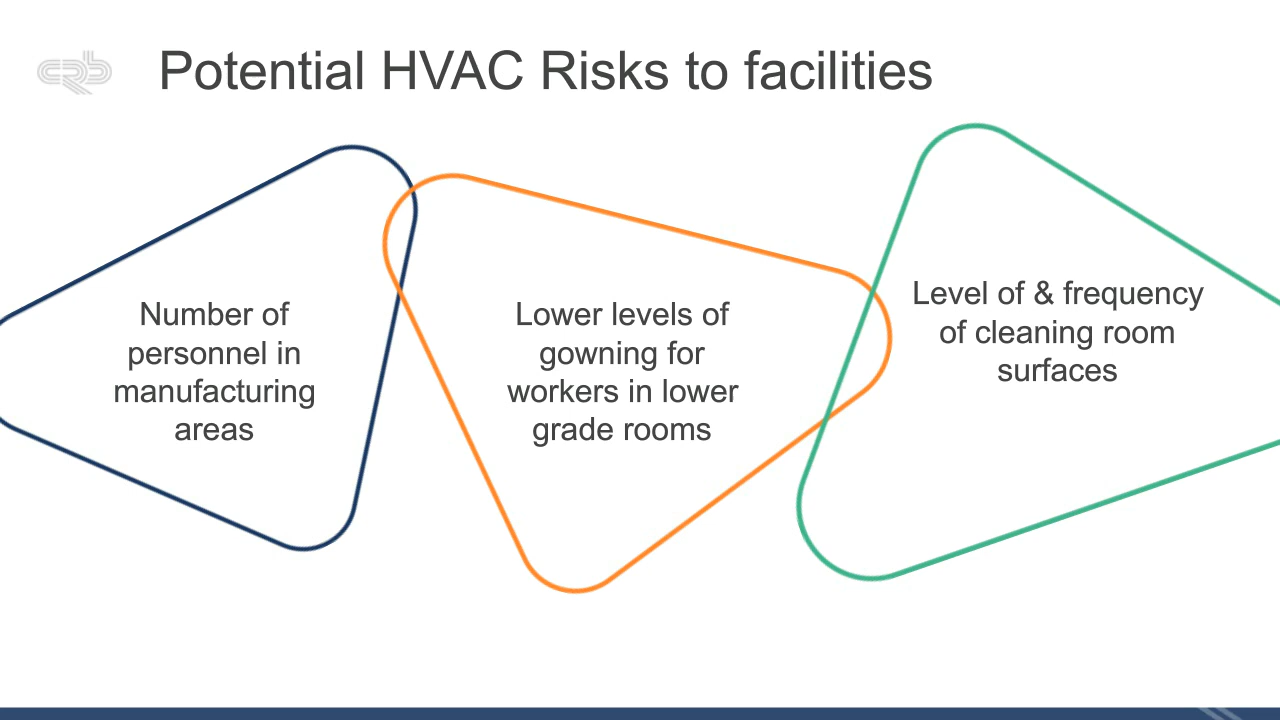 crb
Potential HVAC Risks to facilities
Number of
personnel in
manufacturing
areas
Lower levels of
gowning for
workers in lower
grade rooms
Level of & frequency
of cleaning room
surfaces